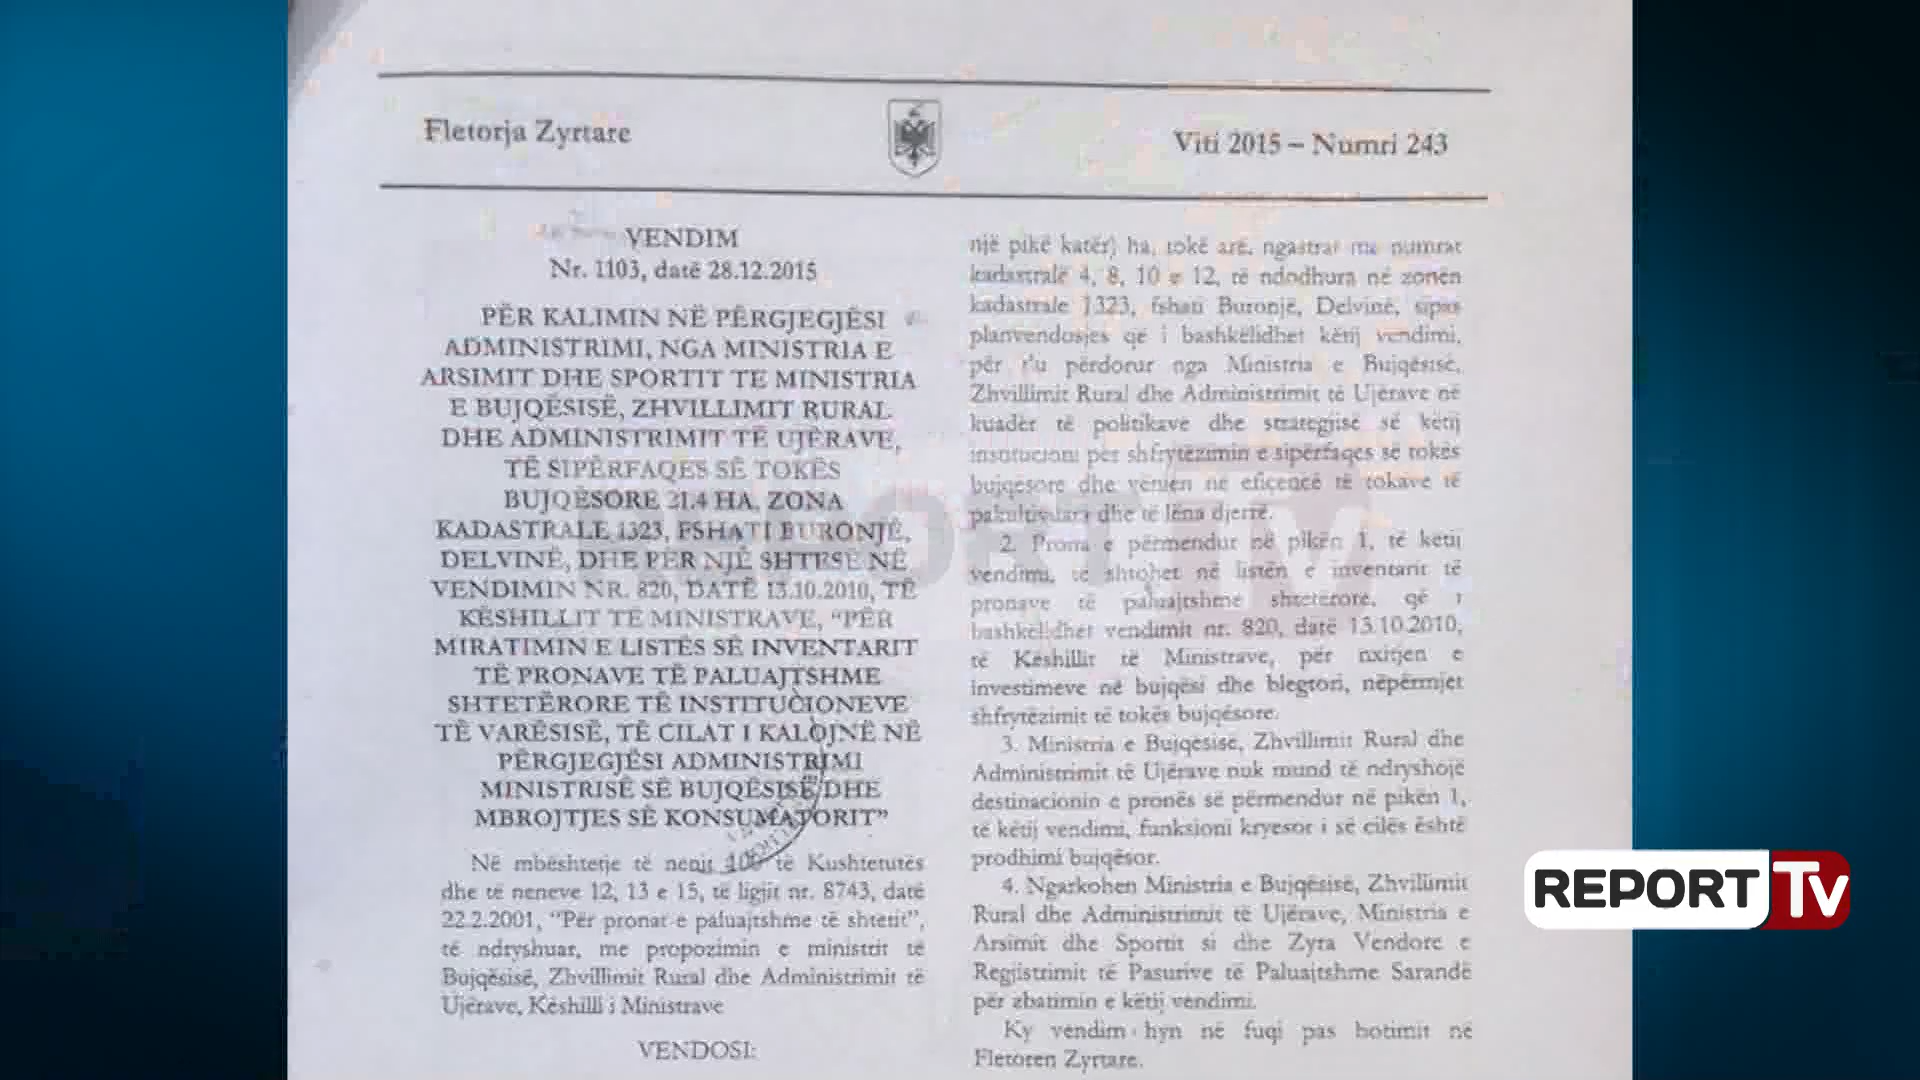 Fletorja Zyrtare
Viti 2015 – Numri 243
VENDIM
Nr. 1103, datë 28.12.2015
PËR KALIMIN NË PËRGJEGJËSI
ADMINISTRIMI, NGA MINISTRIA E
ARSIMIT DHE SPORTIT TE MINISTRIA
E BUJQËSISË, ZHVILLIMIT RURAL
DHE ADMINISTRIMIT TË UJËRAVE,
TË SIPËRFAQES SË TOKËS
BUJQËSORE 21.4 HA, ZONA
KADASTRALE 1323, FSHATI BURONJË,
DELVINË, DHE PËR NJË SHTESË NË
VENDIMIN NR. 820, DATË 13.10.2010, TË
KËSHILLIT TË MINISTRAVE, “PËR
MIRATIMIN E LISTËS SË INVENTARIT
TË PRONAVE TË PALUAJTSHME
SHTETËRORE TË INSTITUCIONEVE
TË VARËSISË, TË CILAT I KALOJNË NË
PËRGJEGJËSI ADMINISTRIMI
MINISTRISË SË BUJQËSISË DHE
MBROJTJES SË KONSUMATORIT”
Në mbështetje të nenit 100 të Kushtetutës
dhe të neneve 12, 13 e 15, të ligjit nr. 8743, datë
22.2.2001, “Për pronat e paluajtshme të shtetit”,
të ndryshuar, me propozimin e ministrit të
Bujqësisë, Zhvillimit Rural dhe Administrimit të
Ujërave, Këshilli i Ministrave
VENDOSI:
një pikë katër) ha, tokë arë, ngastrat me numrat
kadastralë 4, 8, 10 e 12, të ndodhura në zonën
kadastrale 1323, fshati Buronjë, Delvinë, sipas
planvendosjes që i bashkëlidhet këtij vendimi,
për t’u përdorur nga Ministria e Bujqësisë,
Zhvillimit Rural dhe Administrimit të Ujërave në
kuadër të politikave dhe strategjisë së këtij
institucioni për shfrytëzimin e sipërfaqes së tokës
bujqësore dhe vënien në eficencë të tokave të
pakultivuara dhe të lëna djerrë.
2. Prona e përmendur në pikën 1, të këtij
vendimi, të shtohet në listën e inventarit të
pronave të paluajtshme shtetërore, që i
bashkëlidhet vendimit nr. 820, datë 13.10.2010,
të Këshillit të Ministrave, për nxitjen e
investimeve në bujqësi dhe blegtori, nëpërmjet
shfrytëzimit të tokës bujqësore.
3. Ministria e Bujqësisë, Zhvillimit Rural dhe
Administrimit të Ujërave nuk mund të ndryshojë
destinacionin e pronës së përmendur në pikën 1,
të këtij vendimi, funksioni kryesor i së cilës është
prodhimi bujqësor.
4. Ngarkohen Ministria e Bujqësisë, Zhvillimit
Rural dhe Administrimit të Ujërave, Ministria e
Arsimit dhe Sportit si dhe Zyra Vendore e
Regjistrimit të Pasurive të Paluajtshme Sarandë
për zbatimin e këtij vendimi.
Ky vendim hyn në fuqi pas botimit në
Fletoren Zyrtare.
REPORT Tv